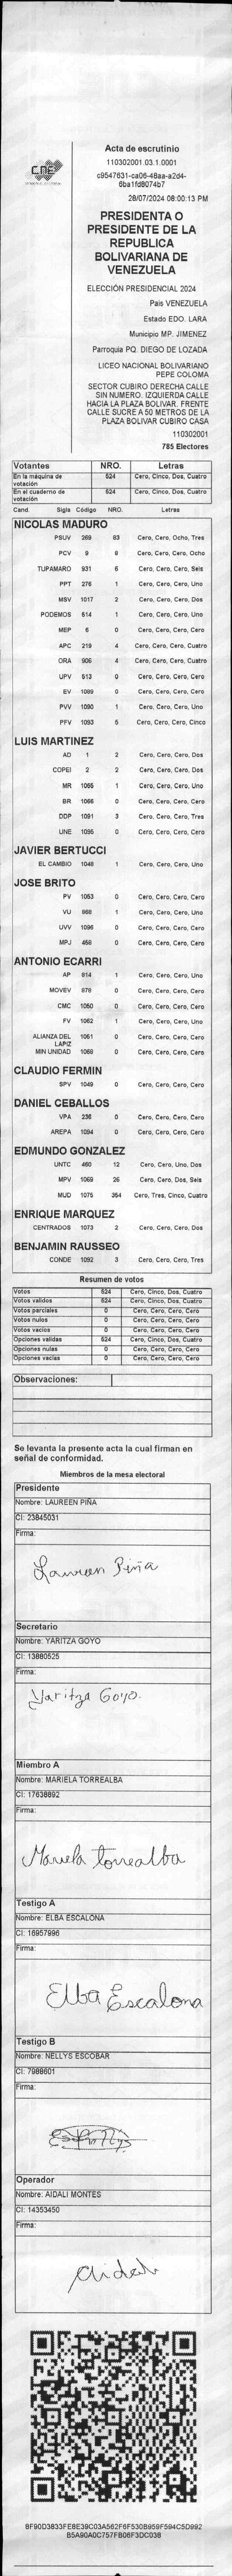 CNE
Acta de escrutinio
110302001.03.1.0001
c9547631-ca06-48aa-a2d4-
6ba1fd8074b7
28/07/2024 08:00:13 PM
PRESIDENTA O
PRESIDENTE DE LA
REPUBLICA
BOLIVARIANA DE
VENEZUELA
ELECCIÓN PRESIDENCIAL 2024
Pais VENEZUELA
Estado EDO. LARA
Municipio MP. JIMENEZ
Parroquia PQ. DIEGO DE LOZADA
LICEO NACIONAL BOLIVARIANO
PEPE COLOMA
SECTOR CUBIRO DERECHA CALLE
SIN NUMERO. IZQUIERDA CALLE
HACIA LA PLAZA BOLIVAR. FRENTE
CALLE SUCRE A 50 METROS DE LA
PLAZA BOLIVAR CUBIRO CASA
110302001
785 Electores
Votantes NRO. Letras
En la máquina de votación 524 Cero, Cinco, Dos, Cuatro
En el cuaderno de votación 524 Cero, Cinco, Dos, Cuatro
Cand. Sigla Código NRO. Letras
NICOLAS MADURO
PSUV 269 83 Cero, Cero, Ocho, Tres
PCV 9 8 Cero, Cero, Cero, Ocho
TUPAMARO 931 6 Cero, Cero, Cero, Seis
PPT 276 1 Cero, Cero, Cero, Uno
MSV 1017 2 Cero, Cero, Cero, Dos
PODEMOS 514 1 Cero, Cero, Cero, Uno
MEP 6 0 Cero, Cero, Cero, Cero
APC 219 4 Cero, Cero, Cero, Cuatro
ORA 906 4 Cero, Cero, Cero, Cuatro
UPV 513 0 Cero, Cero, Cero, Cero
EV 1089 0 Cero, Cero, Cero, Cero
PVV 1090 1 Cero, Cero, Cero, Uno
PFV 1093 5 Cero, Cero, Cero, Cinco
LUIS MARTINEZ
AD 1 2 Cero, Cero, Cero, Dos
COPEI 2 2 Cero, Cero, Cero, Dos
MR 1065 1 Cero, Cero, Cero, Uno
BR 1066 0 Cero, Cero, Cero, Cero
DDP 1091 3 Cero, Cero, Cero, Tres
UNE 1095 0 Cero, Cero, Cero, Cero
JAVIER BERTUCCI
EL CAMBIO 1048 1 Cero, Cero, Cero, Uno
JOSE BRITO
PV 1053 0 Cero, Cero, Cero, Cero
VU 868 1 Cero, Cero, Cero, Uno
UVV 1096 0 Cero, Cero, Cero, Cero
MPJ 458 0 Cero, Cero, Cero, Cero
ANTONIO ECARRI
AP 814 1 Cero, Cero, Cero, Uno
MOVEV 878 0 Cero, Cero, Cero, Cero
CMC 1050 0 Cero, Cero, Cero, Cero
FV 1062 1 Cero, Cero, Cero, Uno
ALIANZA DEL LAPIZ 1051 0 Cero, Cero, Cero, Cero
MIN UNIDAD 1059 0 Cero, Cero, Cero, Cero
CLAUDIO FERMIN
SPV 1049 0 Cero, Cero, Cero, Cero
DANIEL CEBALLOS
VPA 236 0 Cero, Cero, Cero, Cero
AREPA 1094 0 Cero, Cero, Cero, Cero
EDMUNDO GONZALEZ
UNTC 460 12 Cero, Cero, Uno, Dos
MPV 1069 26 Cero, Cero, Dos, Seis
MUD 1075 354 Cero, Tres, Cinco, Cuatro
ENRIQUE MARQUEZ
CENTRADOS 1073 2 Cero, Cero, Cero, Dos
BENJAMIN RAUSSEO
CONDE 1092 3 Cero, Cero, Cero, Tres
Resumen de votos
Votos 524 Cero, Cinco, Dos, Cuatro
Votos validos 524 Cero, Cinco, Dos, Cuatro
Votos parciales 0 Cero, Cero, Cero, Cero
Votos nulos 0 Cero, Cero, Cero, Cero
Votos vacios 0 Cero, Cero, Cero, Cero
Opciones validas 524 Cero, Cinco, Dos, Cuatro
Opciones nulas 0 Cero, Cero, Cero, Cero
Opciones vacias 0 Cero, Cero, Cero, Cero
Observaciones:
Se levanta la presente acta la cual firman en
señal de conformidad.
Miembros de la mesa electoral
Presidente
Nombre: LAUREEN PIÑA
CI: 23845031
Firma:
Laureen Piña
Secretario
Nombre: YARITZA GOYO
CI: 13880525
Firma:
Yaritza Goyo.
Miembro A
Nombre: MARIELA TORREALBA
CI: 17638892
Firma:
Mariela Torrealba
Testigo A
Nombre: ELBA ESCALONA
CI: 16957996
Firma:
Elba Escalona
Testigo B
Nombre: NELLYS ESCOBAR
CI: 7988601
Firma:
Operador
Nombre: AIDALI MONTES
CI: 14353450
Firma:
Aidali
8F90D3833FE8E39C03A562F6F530B959F594C5D992
B5A90A0C757FB06F3DC038